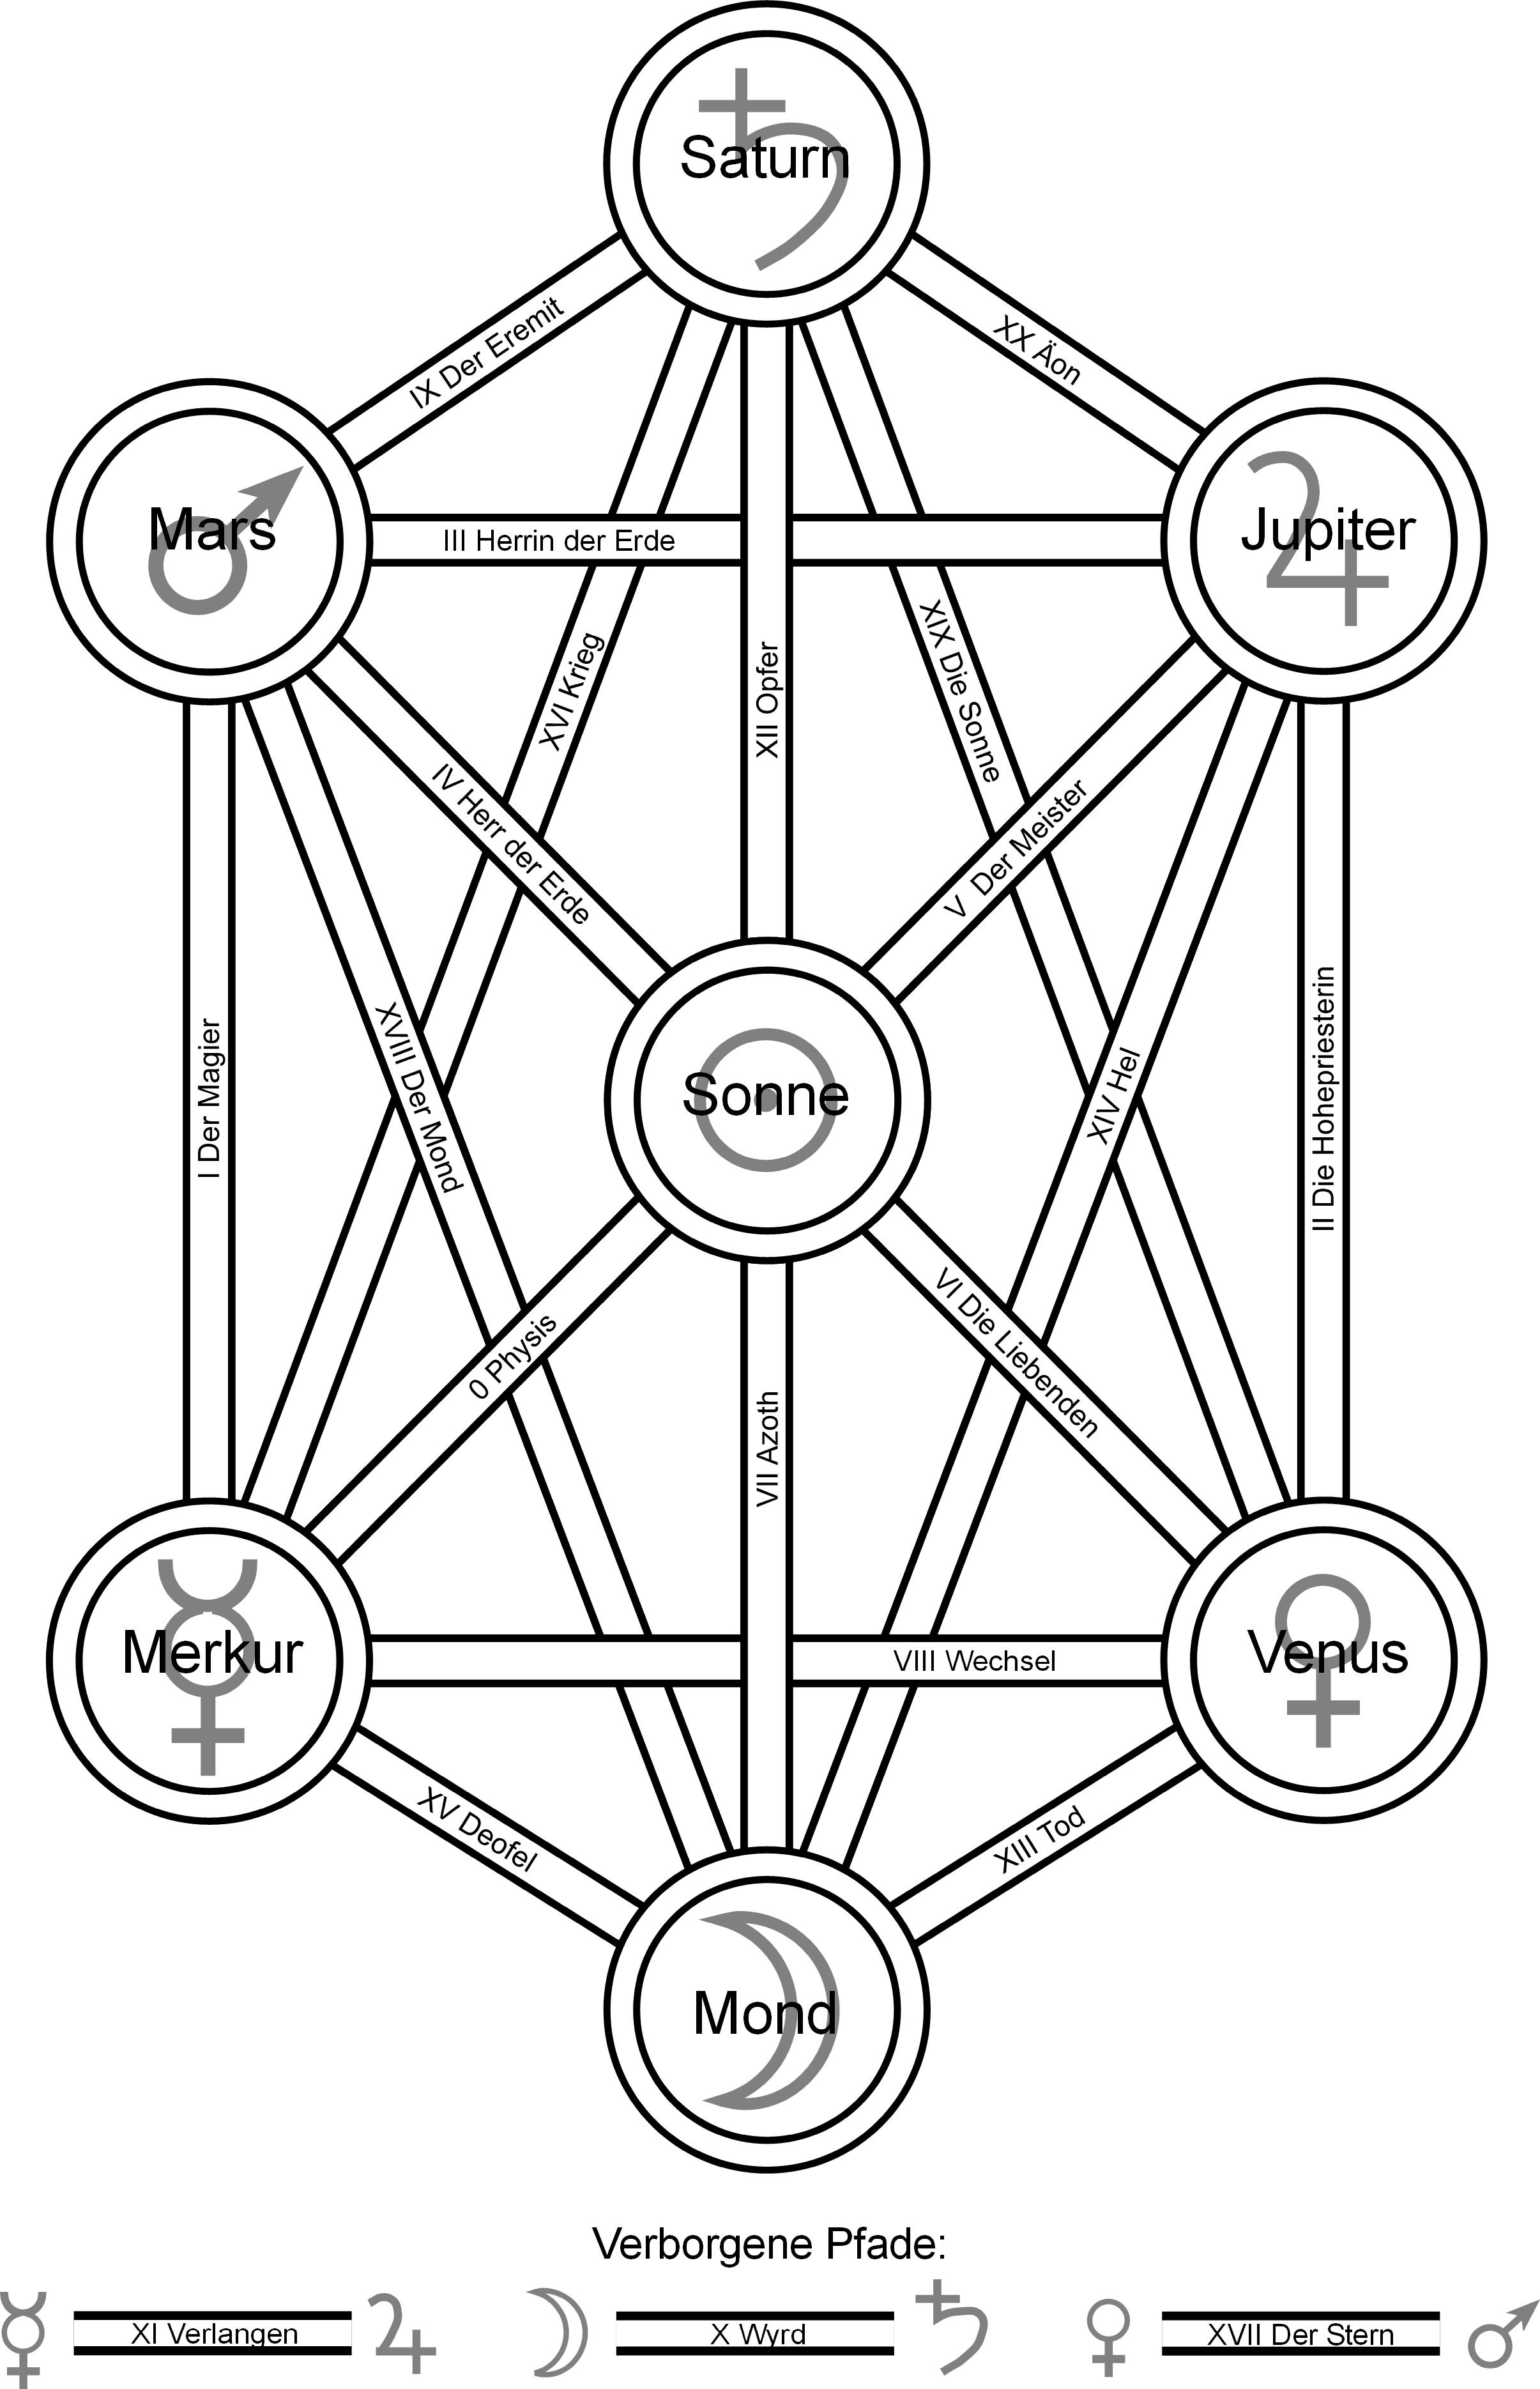 Saturn
IX Der Eremit
XX Äon
Mars
III Herrin der Erde
Jupiter
XVI Krieg
XII Opfer
XIX Die Sonne
IV Herr der Erde
V Der Meister
I Der Magier
XVIII Der Mond
Sonne
XIV Hel
II Die Hohepriesterin
0 Physis
VII Azoth
VI Die Liebenden
Merkur
VIII Wechsel
Venus
XV Deofel
XIII Tod
Mond
Verborgene Pfade:
XI Verlangen
X Wyrd
XVII Der Stern